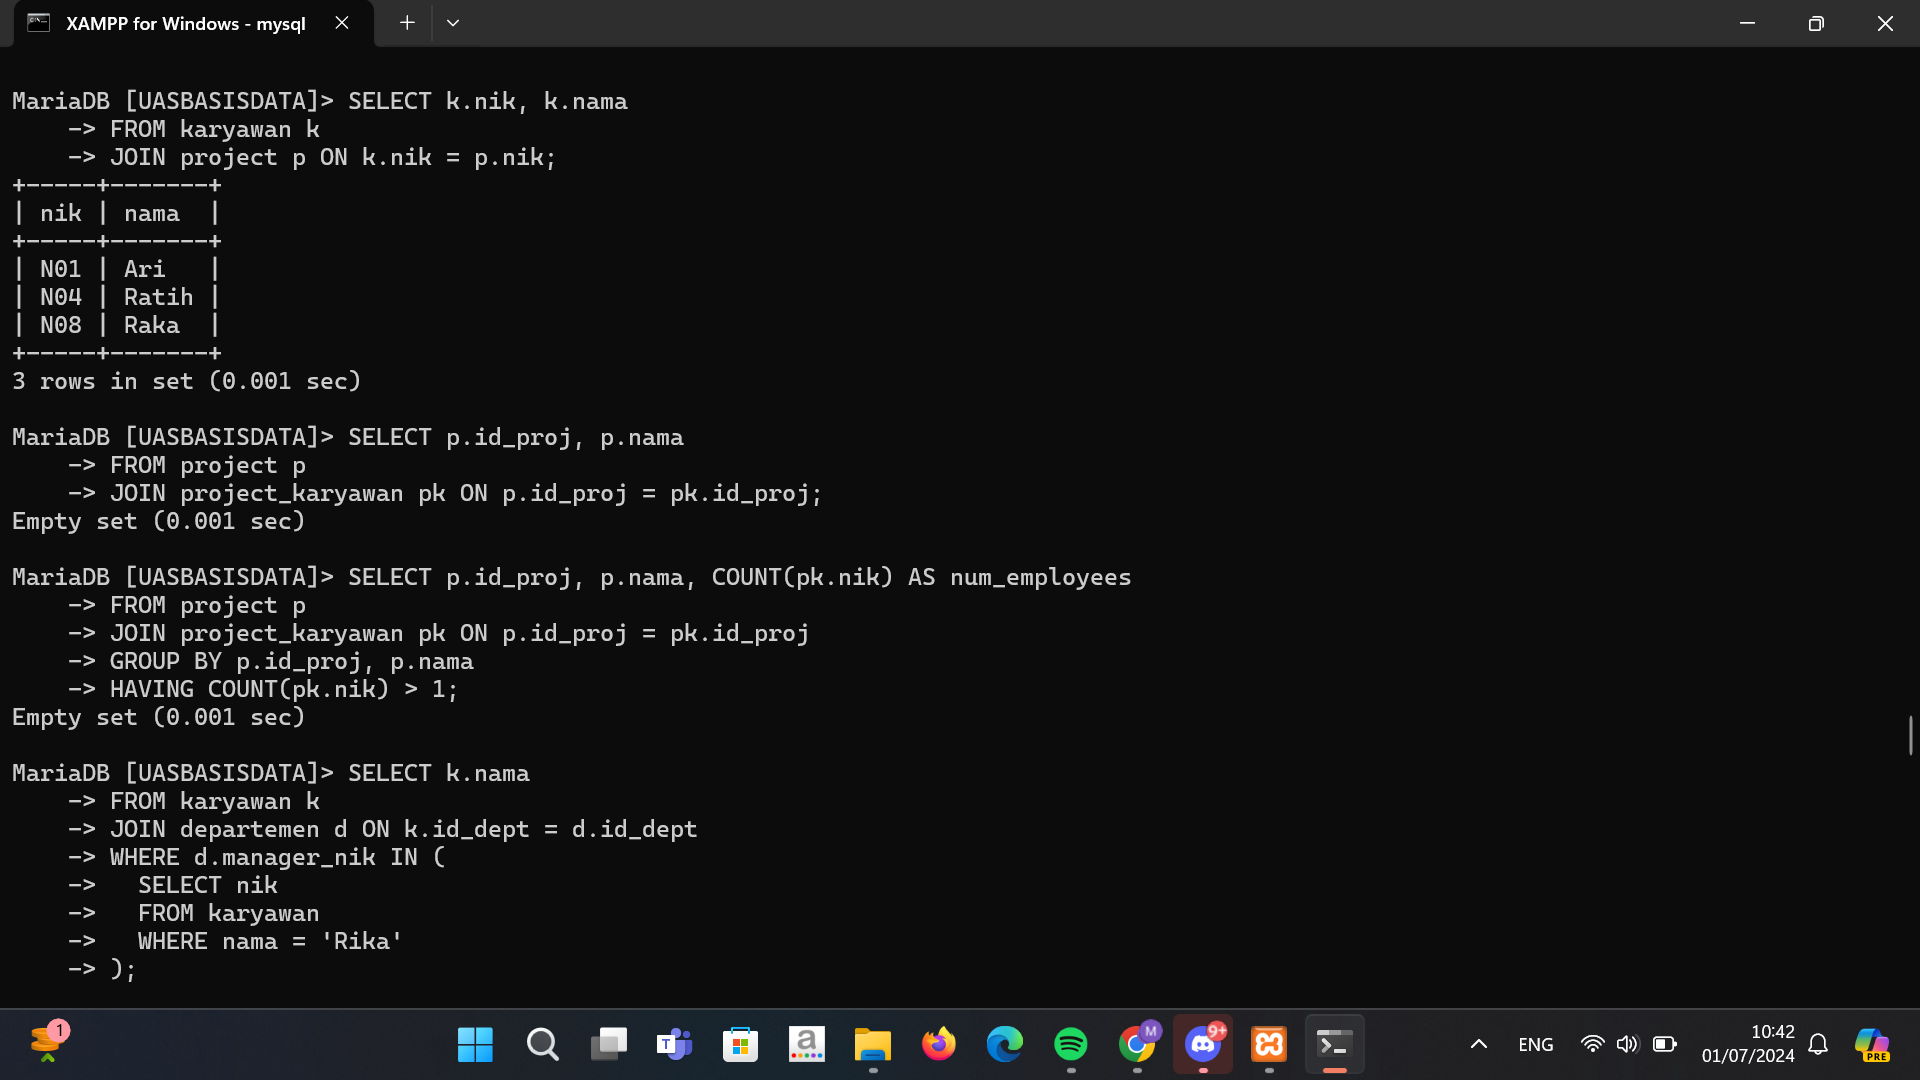 XAMPP for Windows - mysql
MariaDB [UASBASISDATA]> SELECT k.nik, k.nama
    -> FROM karyawan k
    -> JOIN project p ON k.nik = p.nik;
+-----+-------+
| nik | nama  |
+-----+-------+
| N01 | Ari   |
| N04 | Ratih |
| N08 | Raka  |
+-----+-------+
3 rows in set (0.001 sec)
MariaDB [UASBASISDATA]> SELECT p.id_proj, p.nama
    -> FROM project p
    -> JOIN project_karyawan pk ON p.id_proj = pk.id_proj;
Empty set (0.001 sec)
MariaDB [UASBASISDATA]> SELECT p.id_proj, p.nama, COUNT(pk.nik) AS num_employees
    -> FROM project p
    -> JOIN project_karyawan pk ON p.id_proj = pk.id_proj
    -> GROUP BY p.id_proj, p.nama
    -> HAVING COUNT(pk.nik) > 1;
Empty set (0.001 sec)
MariaDB [UASBASISDATA]> SELECT k.nama
    -> FROM karyawan k
    -> JOIN departemen d ON k.id_dept = d.id_dept
    -> WHERE d.manager_nik IN (
    ->   SELECT nik
    ->   FROM karyawan
    ->   WHERE nama = 'Rika'
    -> );
1
T
a
M
9+
ENG
10:42
01/07/2024
PRE